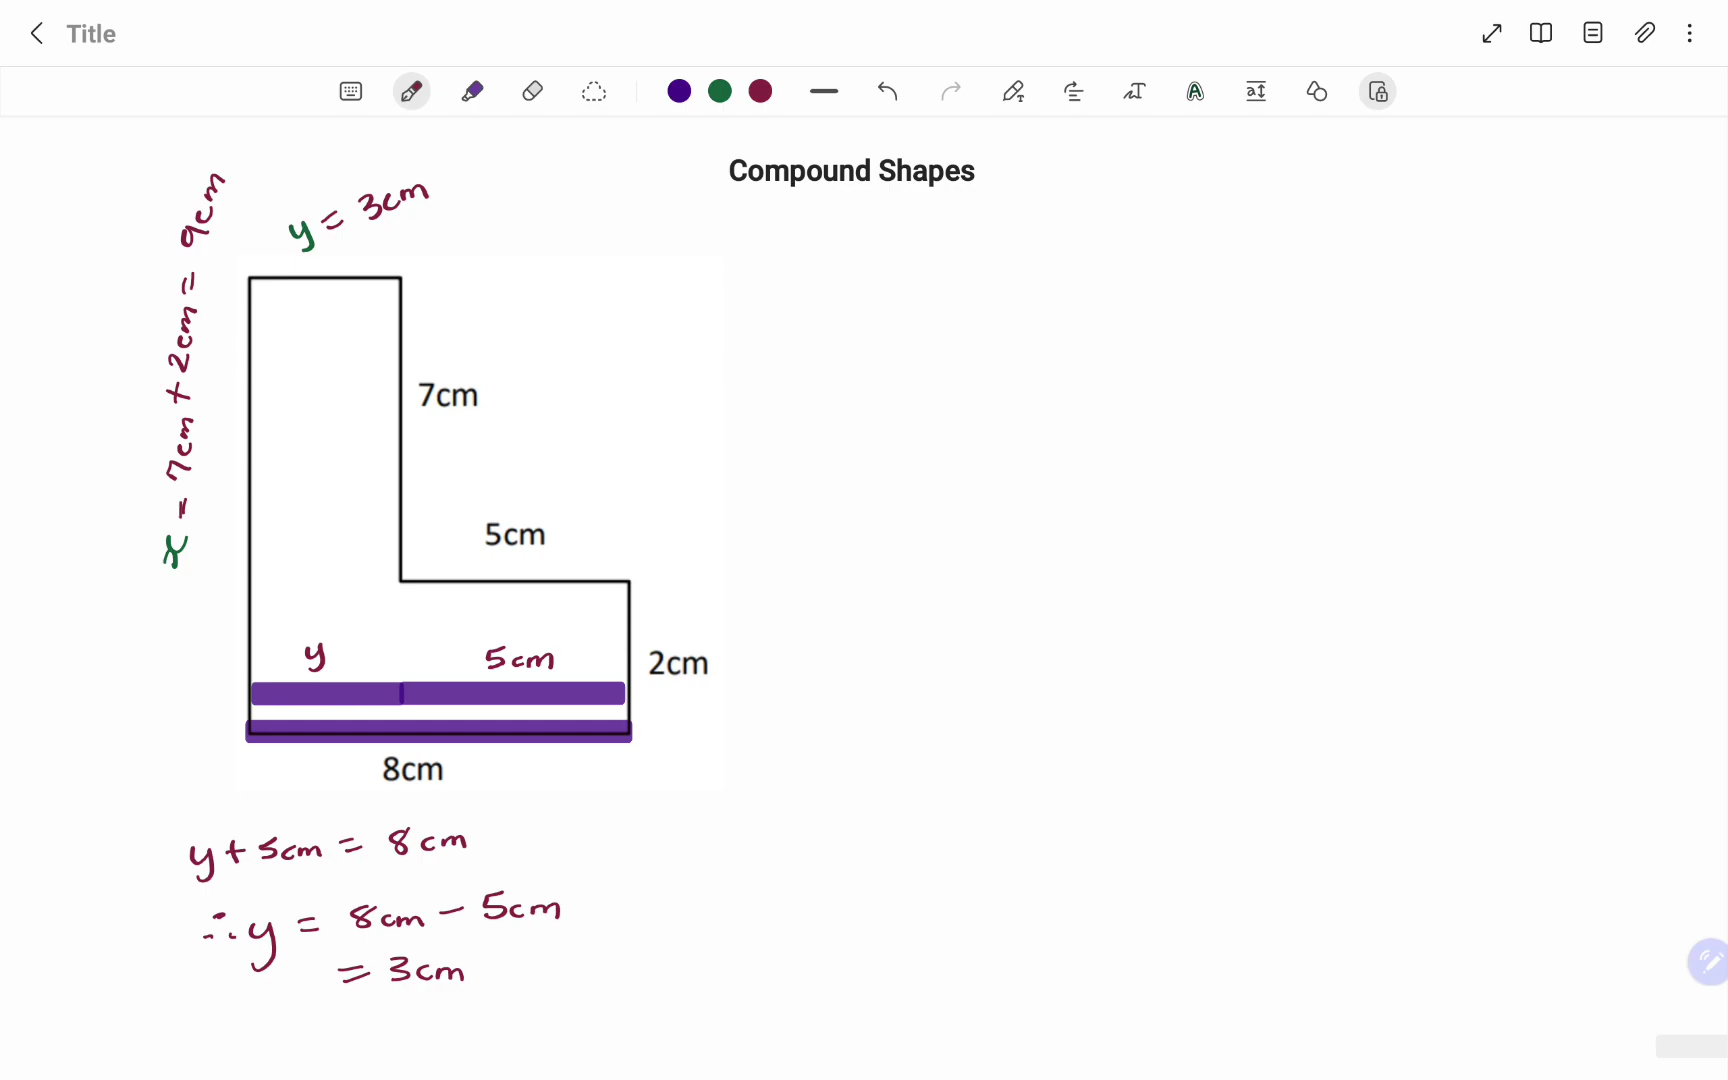 Title
Compound Shapes
y = 3cm
x = 7cm + 2cm = 9cm
7cm
5cm
y 5cm
2cm
8cm
y + 5cm = 8cm
∴ y = 8cm - 5cm
= 3cm